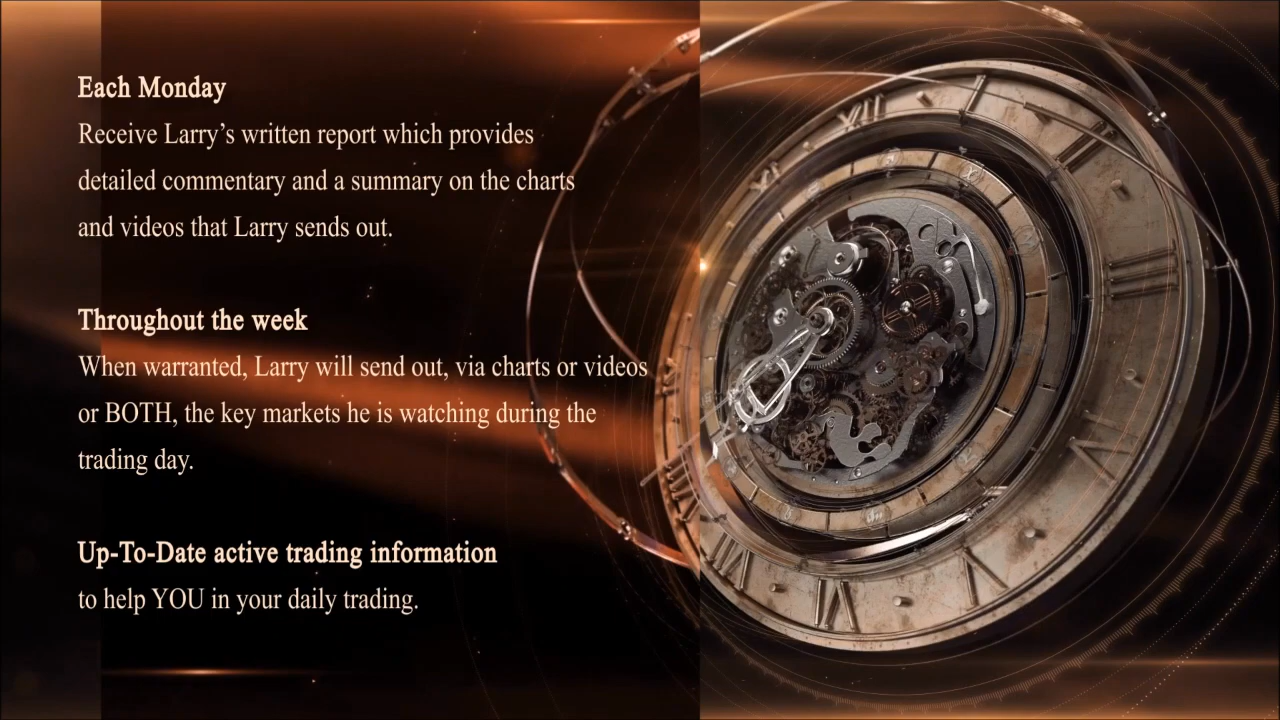 Each Monday
Receive Larry’s written report which provides
detailed commentary and a summary on the charts
and videos that Larry sends out.
Throughout the week
When warranted, Larry will send out, via charts or videos
or BOTH, the key markets he is watching during the
trading day.
Up-To-Date active trading information
to help YOU in your daily trading.